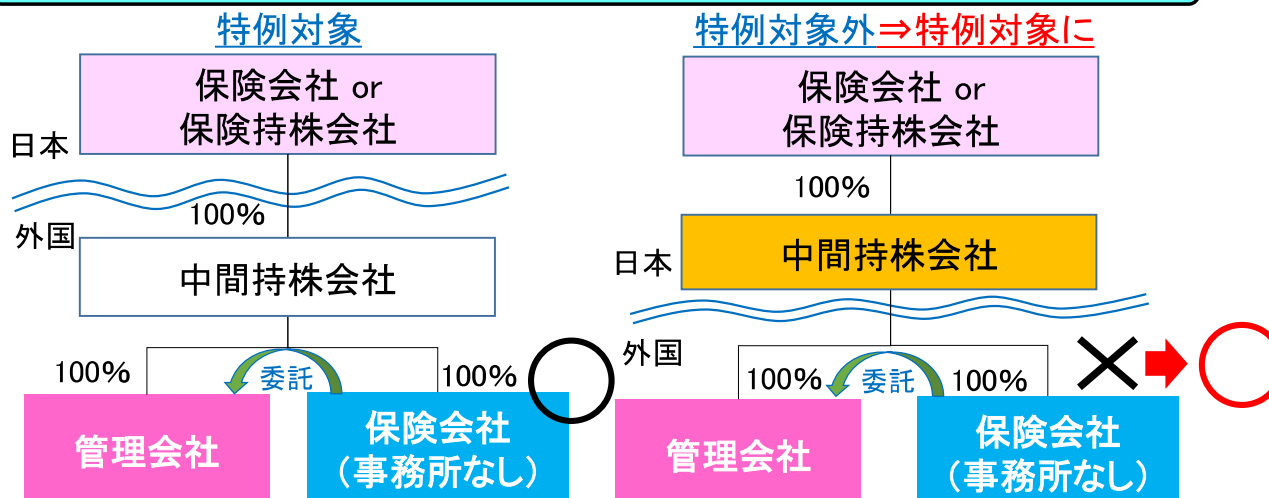 特例対象
保険会社 or
保険持株会社
日本
100%
外国
中間持株会社
100%
委託
100%
管理会社
保険会社
（事務所なし）
特例対象外⇒特例対象に
保険会社 or
保険持株会社
100%
日本
中間持株会社
外国
100%
委託
100%
管理会社
保険会社
（事務所なし）